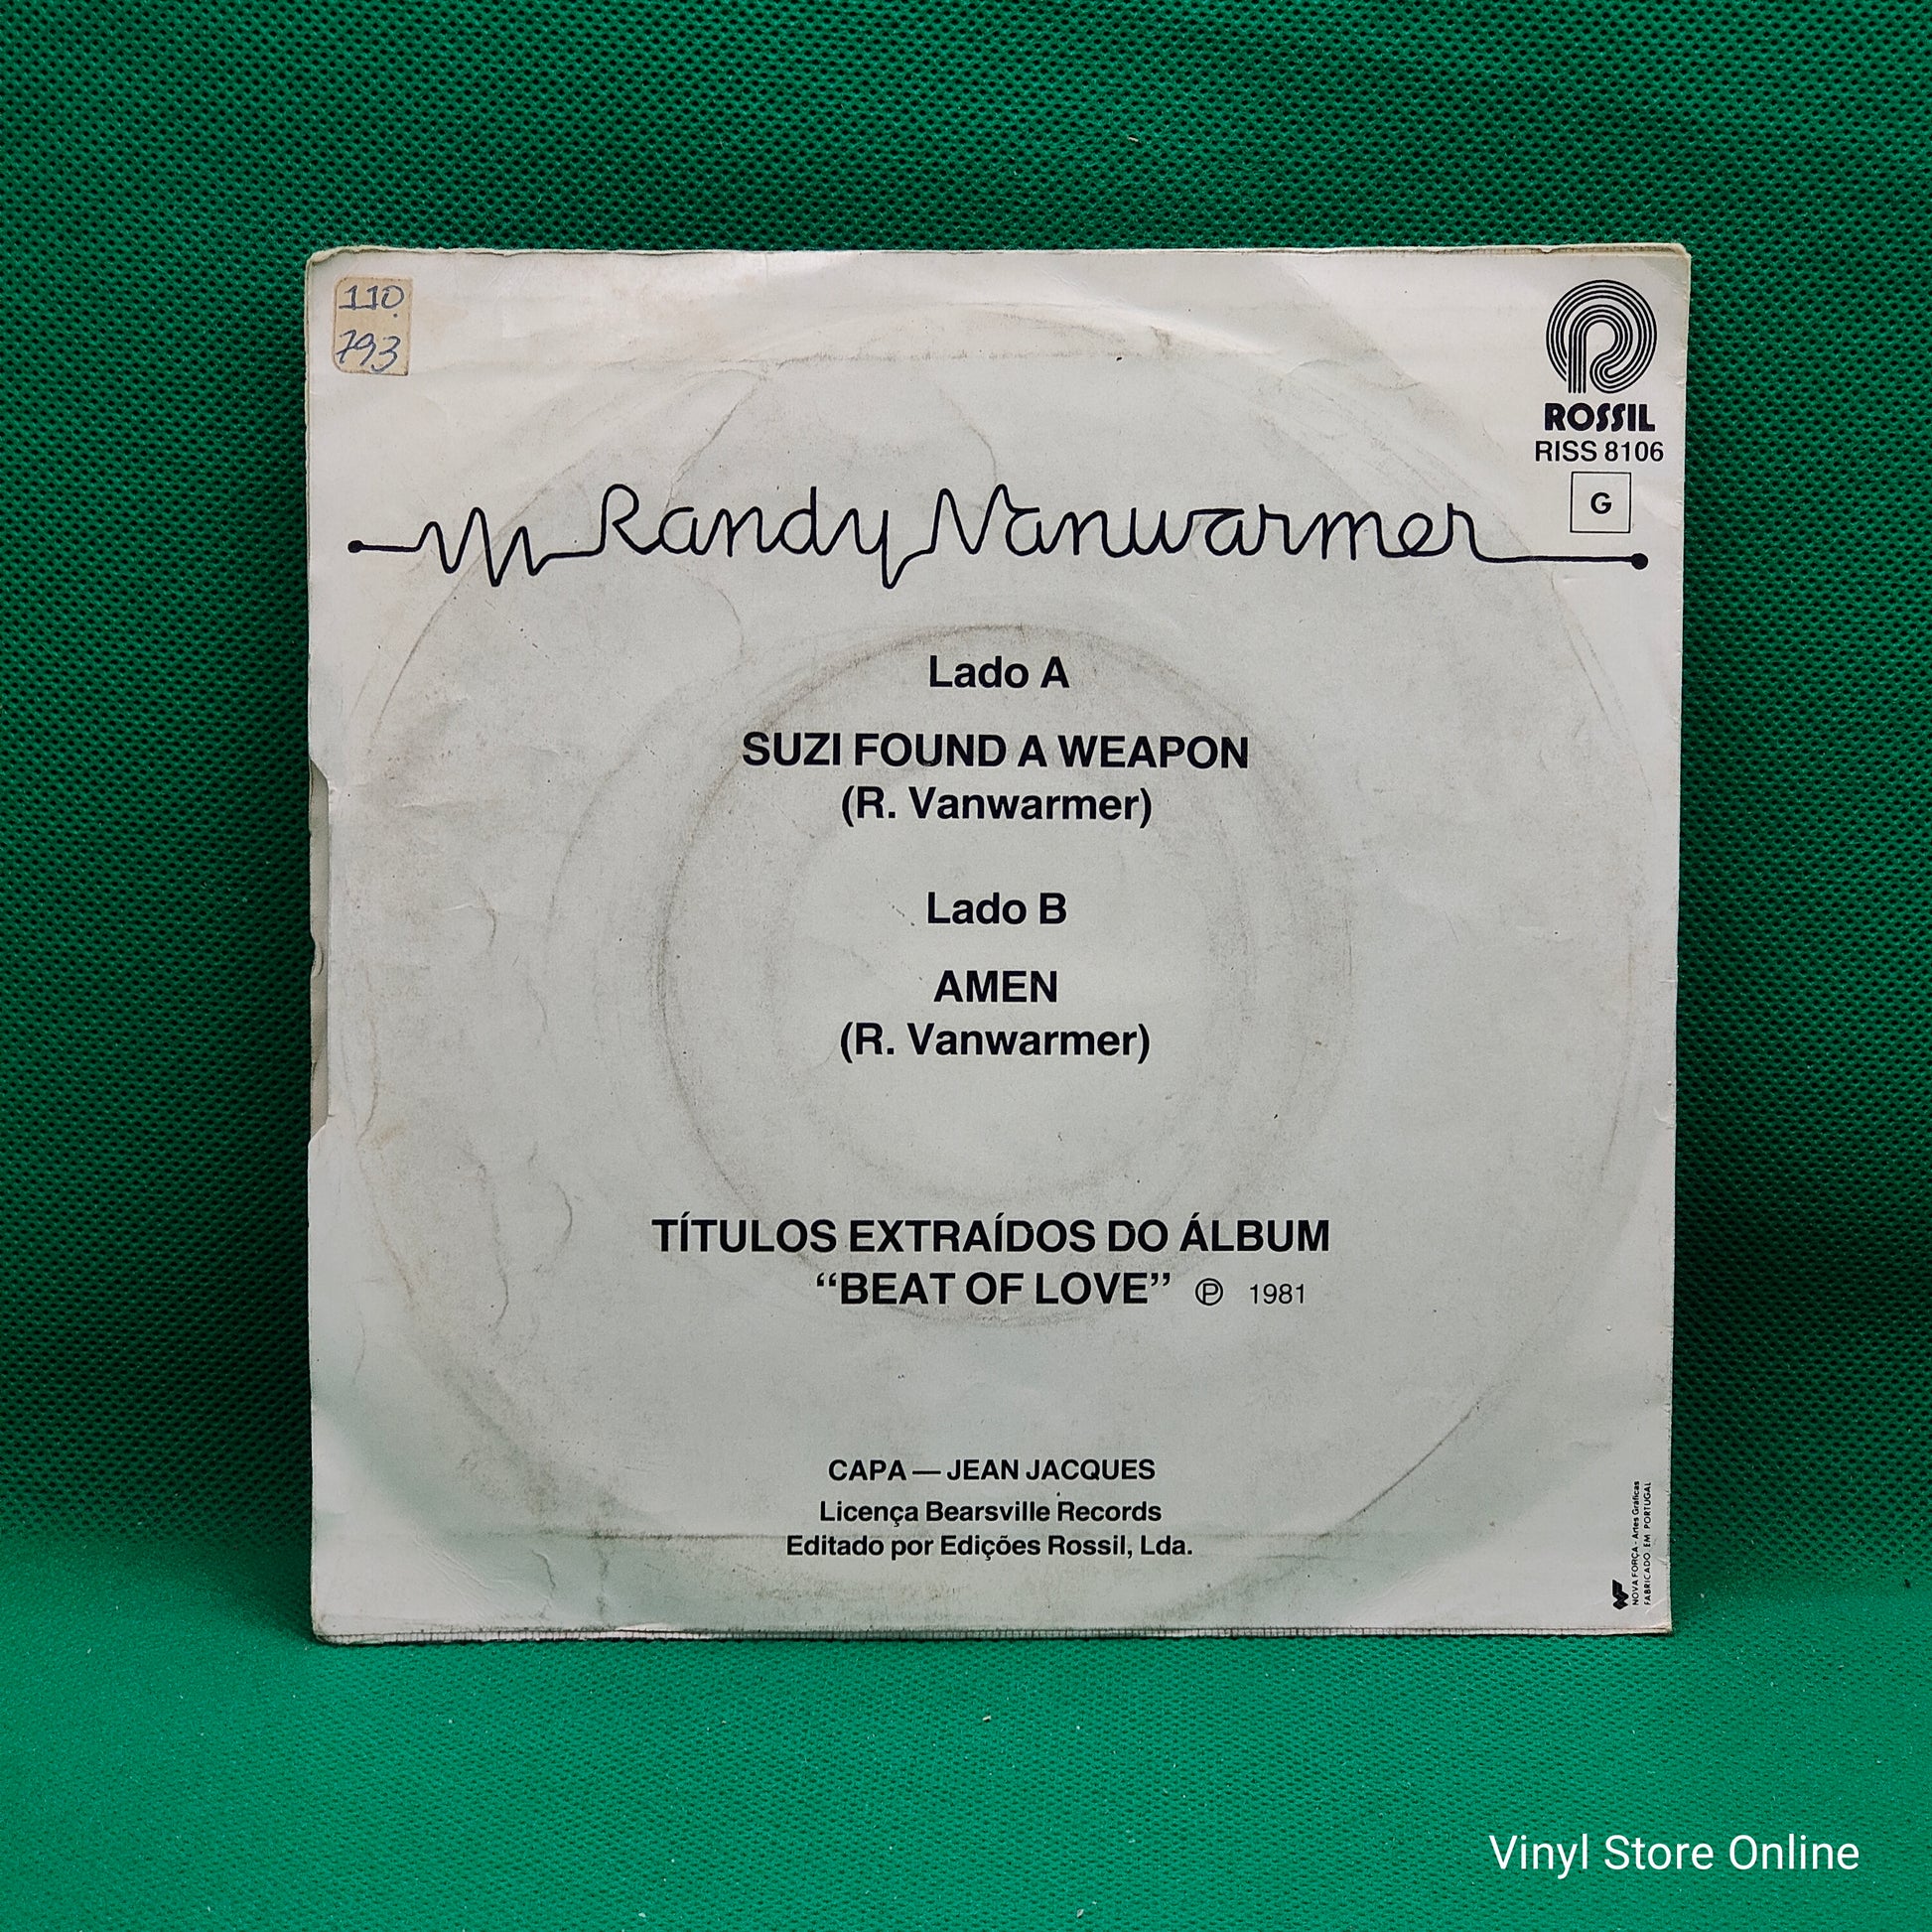 110.
793
ROSSIL
RISS 8106
G
Randy Vanwarmer
Lado A
SUZI FOUND A WEAPON
(R. Vanwarmer)
Lado B
AMEN
(R. Vanwarmer)
TÍTULOS EXTRAÍDOS DO ÁLBUM
“BEAT OF LOVE” ℗ 1981
CAPA — JEAN JACQUES
Licença Bearsville Records
Editado por Edições Rossil, Lda.
NOVA FORÇA - Artes Gráficas
FABRICADO EM PORTUGAL
Vinyl Store Online